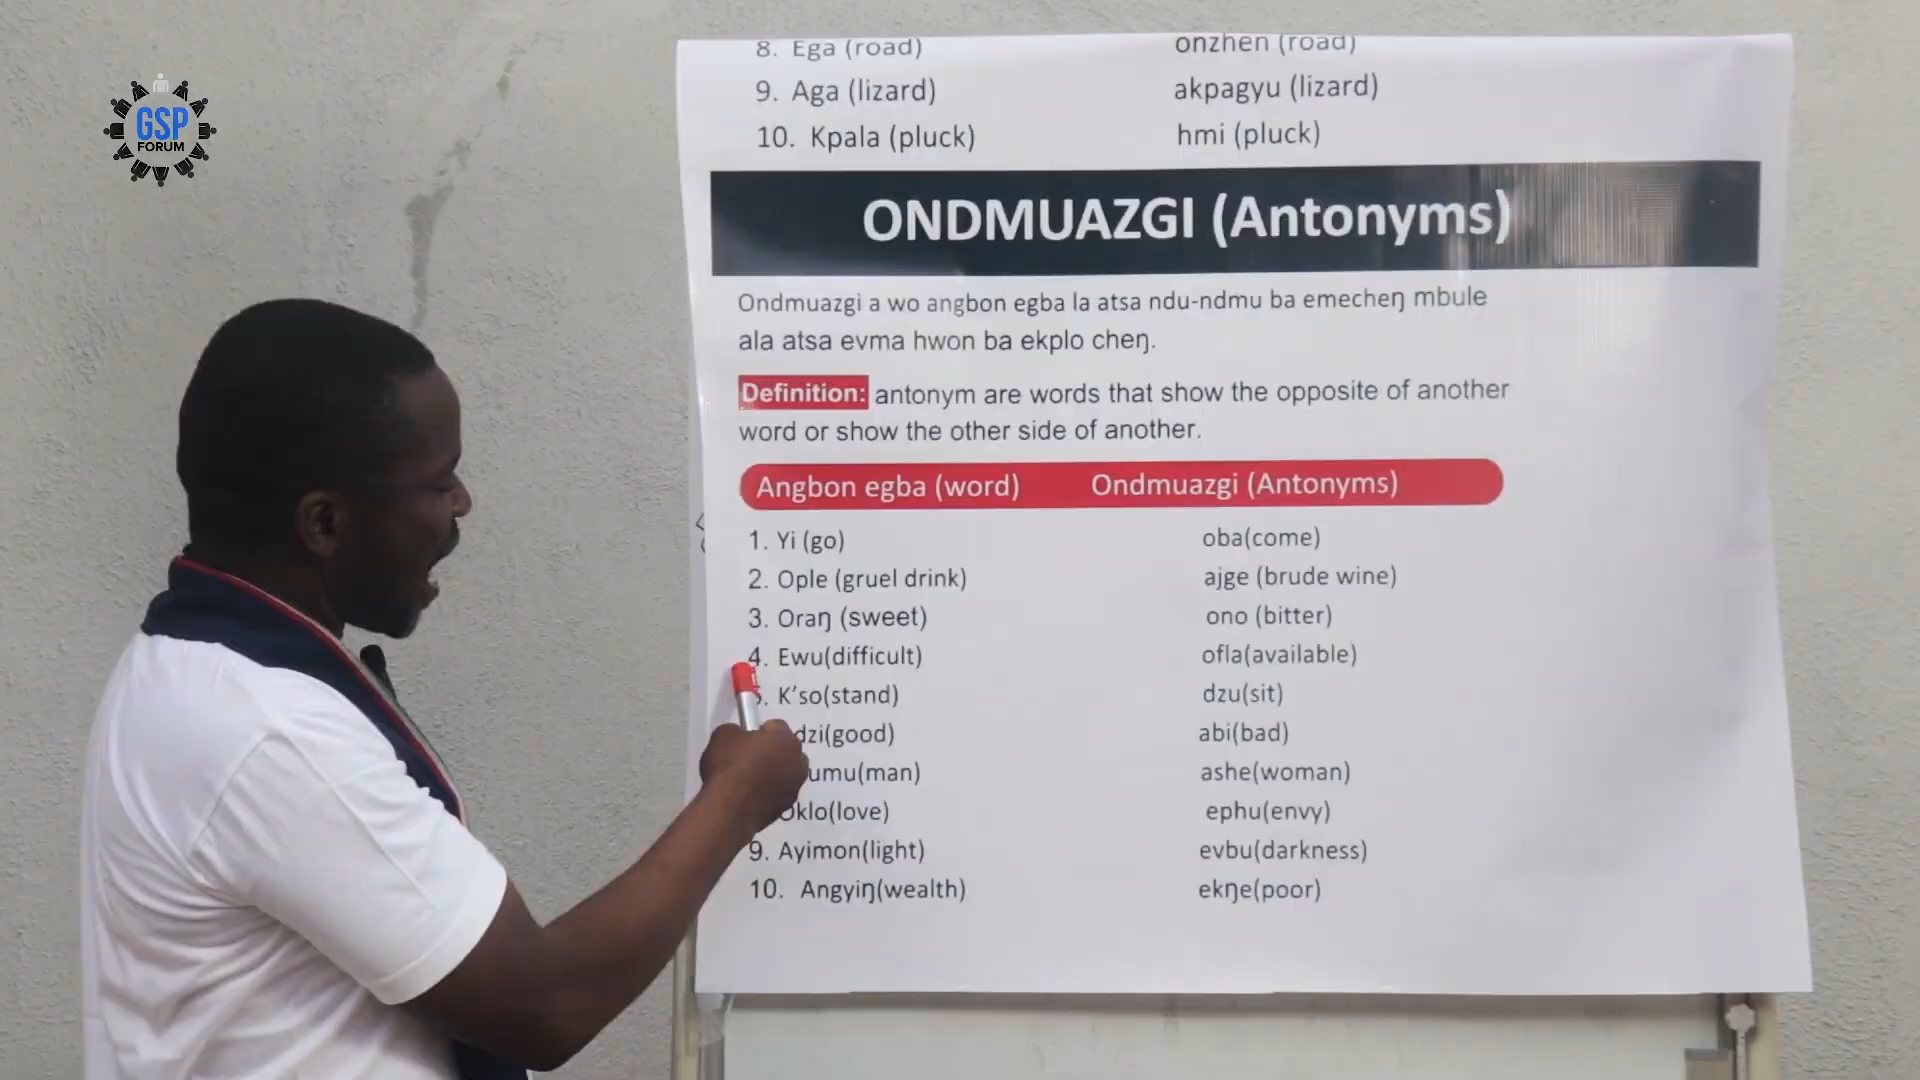 GSP
FORUM
8. Ega (road) onzhen (road)
9. Aga (lizard) akpagyu (lizard)
10. Kpala (pluck) hmi (pluck)
ONDMUAZGI (Antonyms)
Ondmuazgi a wo angbon egba la atsa ndu-ndmu ba emecheŋ mbule
ala atsa evma hwon ba ekplo cheŋ.
Definition: antonym are words that show the opposite of another
word or show the other side of another.
Angbon egba (word) Ondmuazgi (Antonyms)
1. Yi (go) oba(come)
2. Ople (gruel drink) ajge (brude wine)
3. Oraŋ (sweet) ono (bitter)
4. Ewu(difficult) ofla(available)
5. K’so(stand) dzu(sit)
(good) abi(bad)
(man) ashe(woman)
Oklo(love) ephu(envy)
9. Ayimon(light) evbu(darkness)
10. Angyiŋ(wealth) ekŋe(poor)